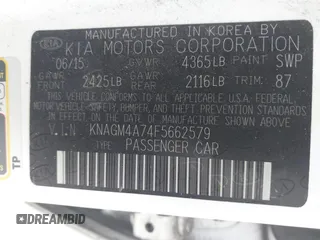 MANUFACTURED IN KOREA BY
KIA
KIA MOTORS CORPORATION
06/15 GVWR 4365LB PAINT SWP
GAWR FRONT 2425LB GAWR REAR 2116LB TRIM: 87
THIS VEHICLE CONFORMS TO ALL APPLICABLE
U.S.A. FEDERAL MOTOR VEHICLE SAFETY, BUMPER,
AND THEFT PREVENTION STANDARDS IN EFFECT
ON THE DATE OF MANUFACTURE SHOWN ABOVE.
V.I.N: KNAGM4A74F5662579
TYPE: PASSENGER CAR
TP
© AUTOBIDMASTER